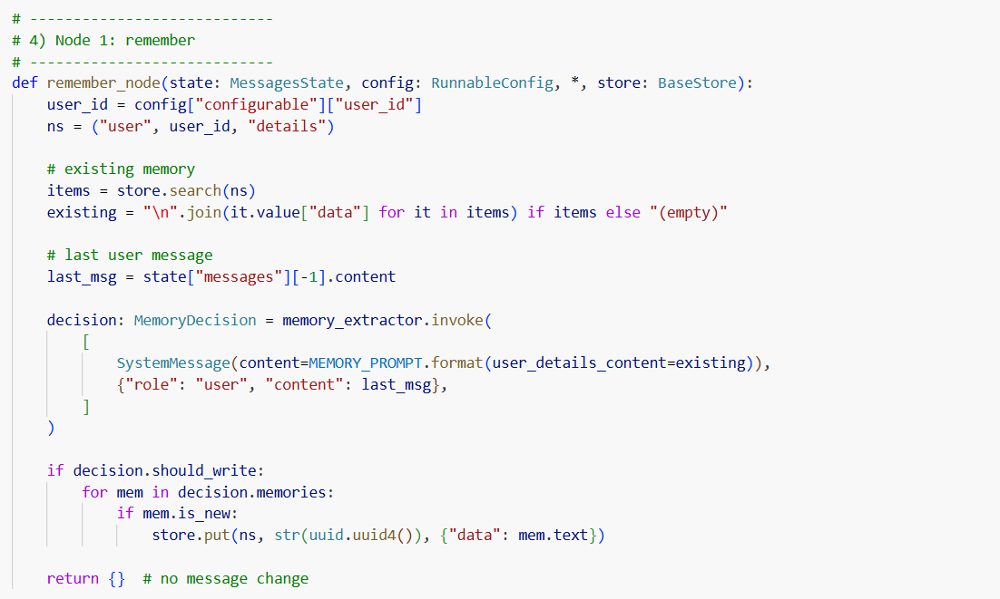 # ----------------------------
# 4) Node 1: remember
# ----------------------------
def remember_node(state: MessagesState, config: RunnableConfig, *, store: BaseStore):
    user_id = config["configurable"]["user_id"]
    ns = ("user", user_id, "details")

    # existing memory
    items = store.search(ns)
    existing = "\n".join(it.value["data"] for it in items) if items else "(empty)"

    # last user message
    last_msg = state["messages"][-1].content

    decision: MemoryDecision = memory_extractor.invoke(
        [
            SystemMessage(content=MEMORY_PROMPT.format(user_details_content=existing)),
            {"role": "user", "content": last_msg},
        ]
    )

    if decision.should_write:
        for mem in decision.memories:
            if mem.is_new:
                store.put(ns, str(uuid.uuid4()), {"data": mem.text})

    return {}  # no message change